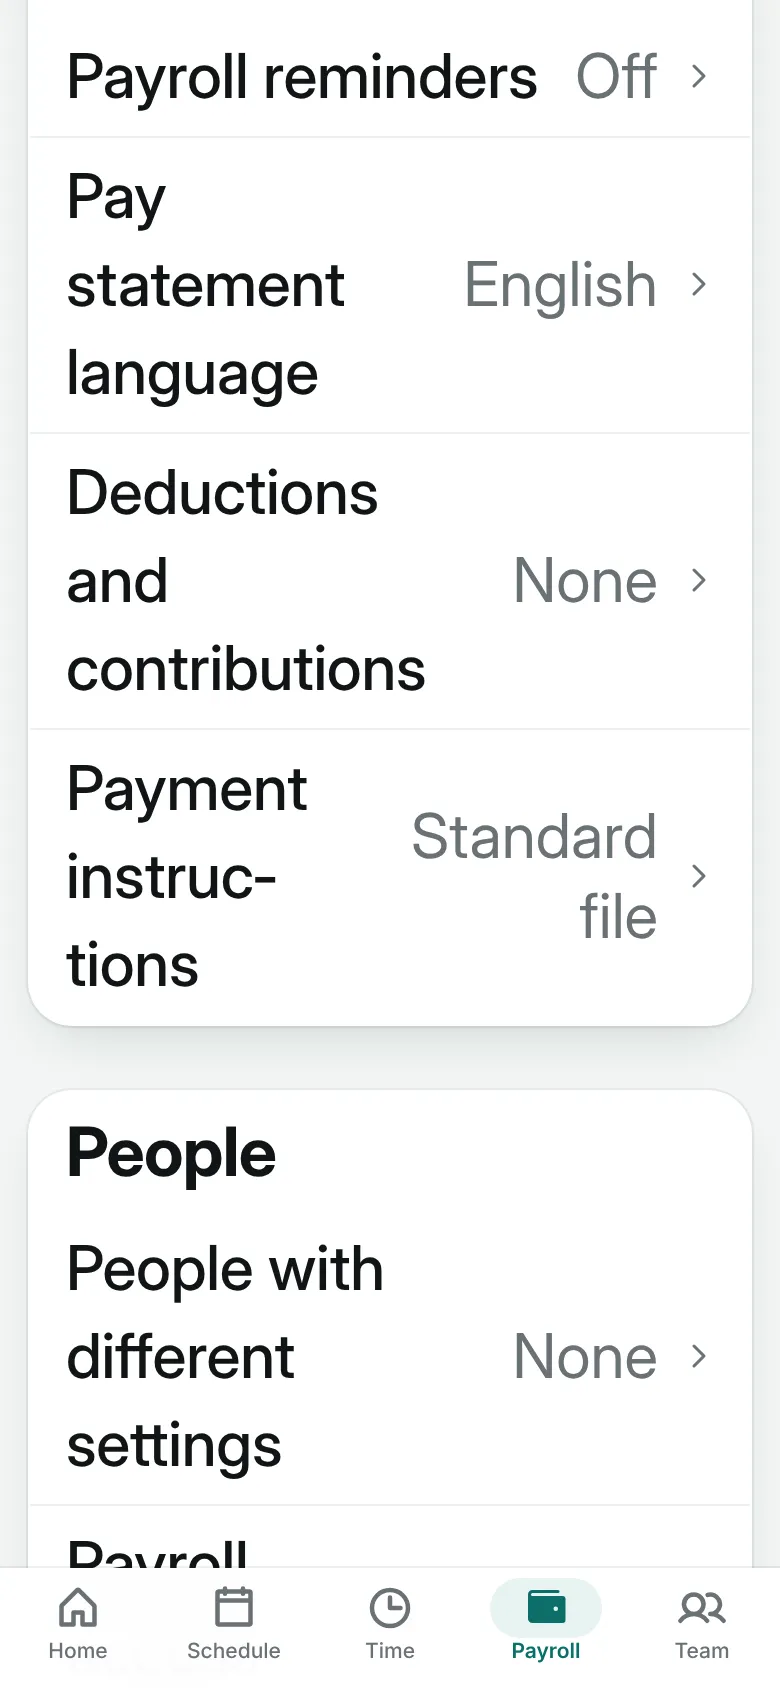 Payroll reminders Off
Pay
statement
language
English
Deductions
and
contributions
None
Payment
instruc-
tions
Standard
file
People
People with
different
settings
None
Payroll
Home Schedule Time Payroll Team